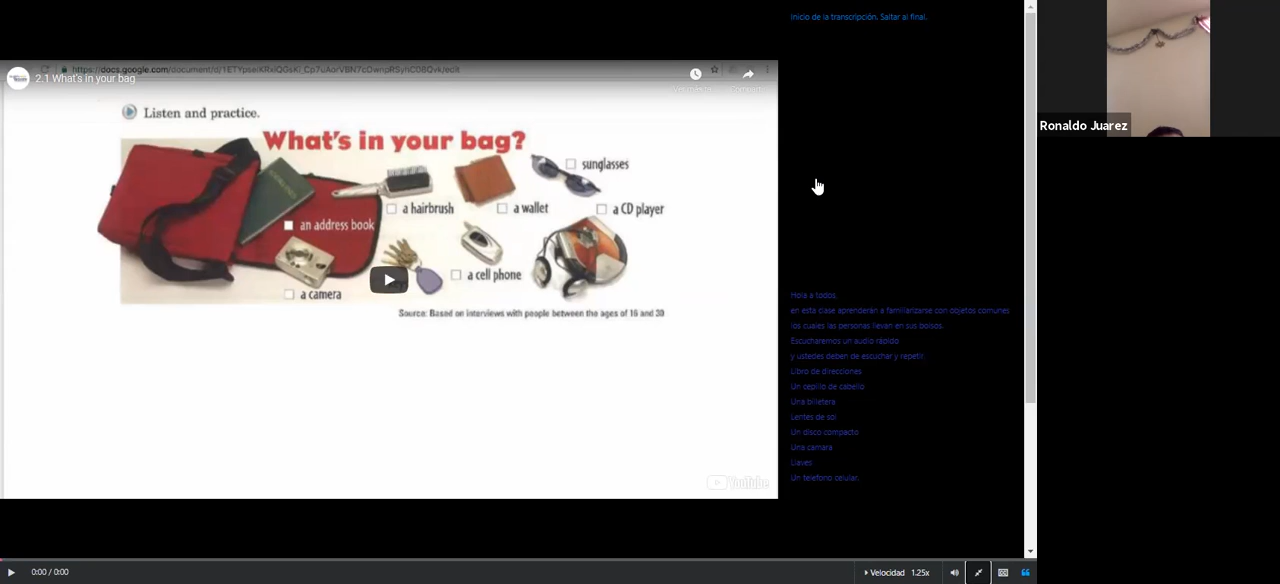 2.1 What's in your bag
Listen and practice.
What's in your bag?
sunglasses
a hairbrush
a wallet
a CD player
an address book
a cell phone
a camera
Source: Based on interviews with people between the ages of 16 and 30
YouTube
0:00 / 0:00
Velocidad 1.25x
Inicio de la transcripción. Saltar al final.
Hola a todos,
en esta clase aprenderán a familiarizarse con objetos comunes
los cuales las personas llevan en sus bolsos.
Escucharemos un audio rápido
y ustedes deben de escuchar y repetir.
Libro de direcciones
Un cepillo de cabello
Una billetera
Lentes de sol
Un disco compacto
Una camara
Llaves
Un telefono celular.
Ronaldo Juarez